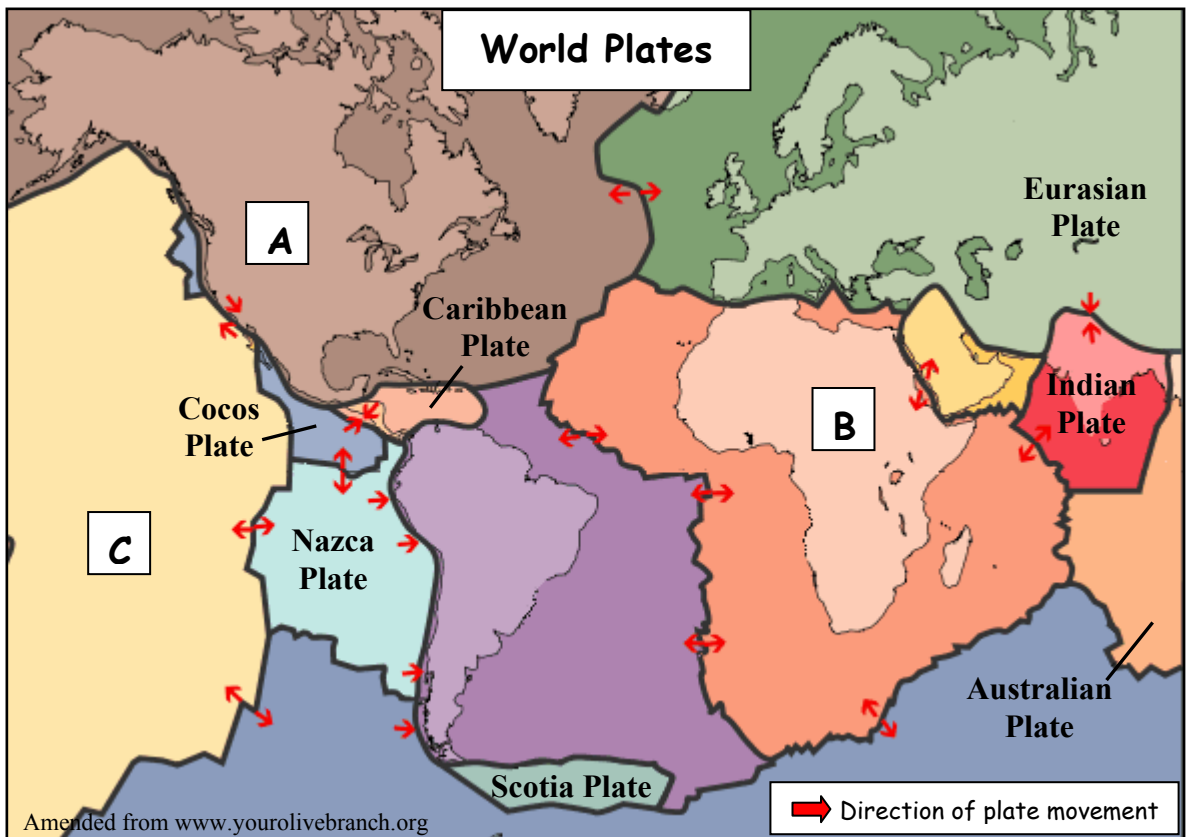 World Plates
Eurasian
Plate
A
Caribbean
Plate
Cocos
Plate
Indian
Plate
B
C
Nazca
Plate
Australian
Plate
Scotia Plate
Direction of plate movement
Amended from www.yourolivebranch.org